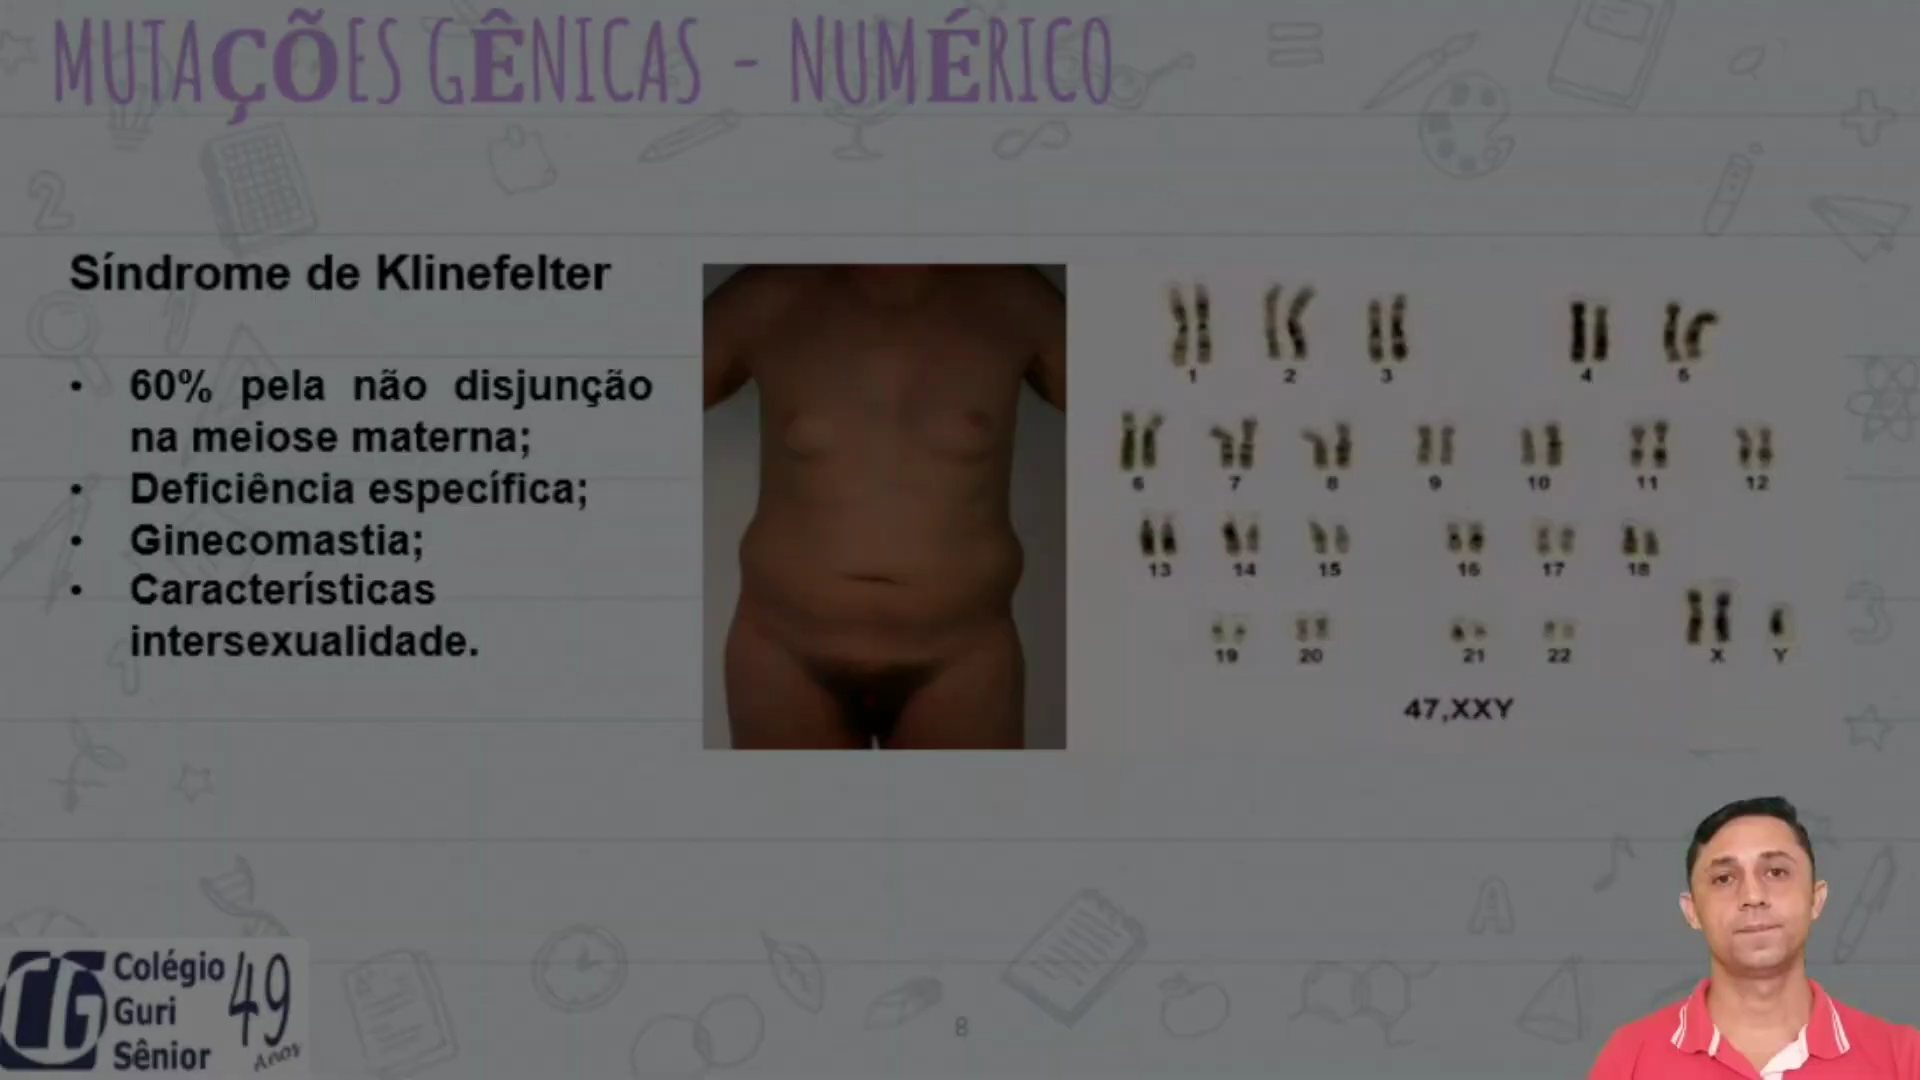 MUTAÇÕES GÊNICAS - NUMÉRICO
Síndrome de Klinefelter
• 60% pela não disjunção
na meiose materna;
• Deficiência específica;
• Ginecomastia;
• Características
intersexualidade.
1 2 3 4 5
6 7 8 9 10 11 12
13 14 15 16 17 18
19 20 21 22 X Y
47,XXY
Colégio
Guri
Sênior
49
Anos
8